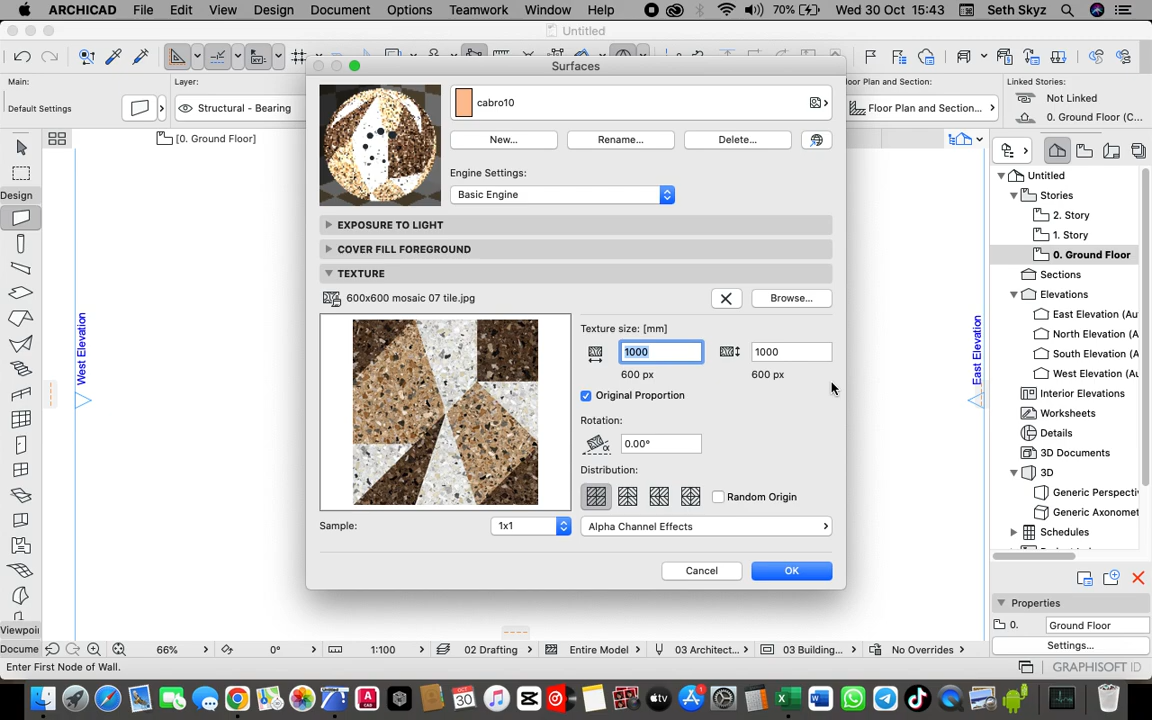 ARCHICAD File Edit View Design Document Options Teamwork Window Help 70% Wed 30 Oct 15:43 Seth Skyz
Untitled
Main:
Default Settings
Layer:
Structural - Bearing
Floor Plan and Section:
Floor Plan and Section...
Linked Stories:
Not Linked
0. Ground Floor (C...
[0. Ground Floor]
Design
Viewpoi
Docume
West Elevation
East Elevation
Surfaces
cabro10
New...
Rename...
Delete...
Engine Settings:
Basic Engine
EXPOSURE TO LIGHT
COVER FILL FOREGROUND
TEXTURE
600x600 mosaic 07 tile.jpg
Browse...
Texture size: [mm]
1000
1000
600 px
600 px
Original Proportion
Rotation:
0.00°
Distribution:
Random Origin
Sample:
1x1
Alpha Channel Effects
Cancel
OK
Untitled
Stories
2. Story
1. Story
0. Ground Floor
Sections
Elevations
East Elevation (Au
North Elevation (A
South Elevation (A
West Elevation (Au
Interior Elevations
Worksheets
Details
3D Documents
3D
Generic Perspecti
Generic Axonomet
Schedules
Properties
0.
Ground Floor
Settings...
66%
0°
1:100
02 Drafting
Entire Model
03 Architect...
03 Building...
No Overrides
Enter First Node of Wall.
GRAPHISOFT ID